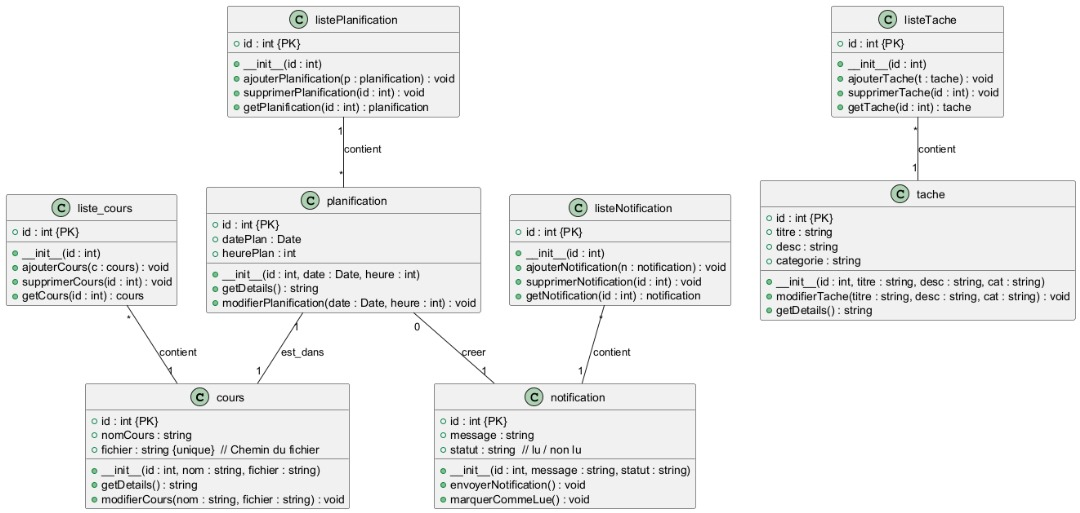 C listePlanification
id : int {PK}
__init__(id : int)
ajouterPlanification(p : planification) : void
supprimerPlanification(id : int) : void
getPlanification(id : int) : planification
C listeTache
id : int {PK}
__init__(id : int)
ajouterTache(t : tache) : void
supprimerTache(id : int) : void
getTache(id : int) : tache
1
contient
*
*
contient
1
C liste_cours
id : int {PK}
__init__(id : int)
ajouterCours(c : cours) : void
supprimerCours(id : int) : void
getCours(id : int) : cours
C planification
id : int {PK}
datePlan : Date
heurePlan : int
__init__(id : int, date : Date, heure : int)
getDetails() : string
modifierPlanification(date : Date, heure : int) : void
C listeNotification
id : int {PK}
__init__(id : int)
ajouterNotification(n : notification) : void
supprimerNotification(id : int) : void
getNotification(id : int) : notification
C tache
id : int {PK}
titre : string
desc : string
categorie : string
__init__(id : int, titre : string, desc : string, cat : string)
modifierTache(titre : string, desc : string, cat : string) : void
getDetails() : string
*
contient
1
1
est_dans
1
0
creer
1
*
contient
1
C cours
id : int {PK}
nomCours : string
fichier : string {unique} // Chemin du fichier
__init__(id : int, nom : string, fichier : string)
getDetails() : string
modifierCours(nom : string, fichier : string) : void
C notification
id : int {PK}
message : string
statut : string // lu / non lu
__init__(id : int, message : string, statut : string)
envoyerNotification() : void
marquerCommeLue() : void